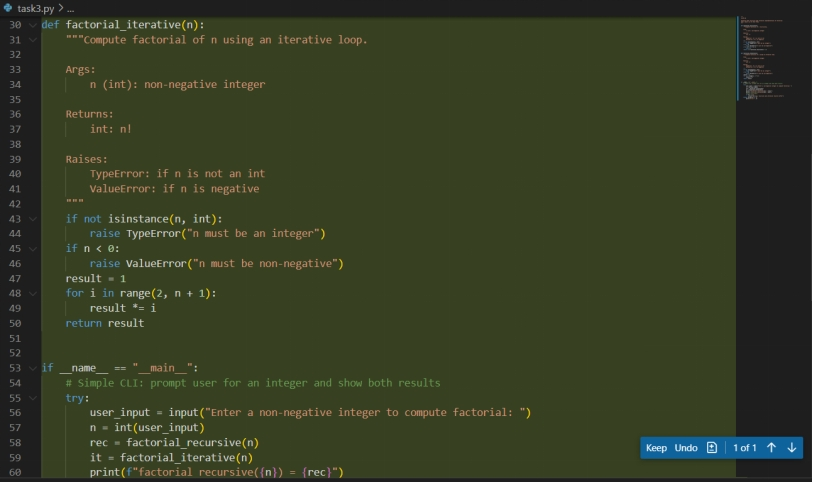 task3.py > ...
30 def factorial_iterative(n):
31 """Compute factorial of n using an iterative loop.
32
33 Args:
34 n (int): non-negative integer
35
36 Returns:
37 int: n!
38
39 Raises:
40 TypeError: if n is not an int
41 ValueError: if n is negative
42 """
43 if not isinstance(n, int):
44 raise TypeError("n must be an integer")
45 if n < 0:
46 raise ValueError("n must be non-negative")
47 result = 1
48 for i in range(2, n + 1):
49 result *= i
50 return result
51
52
53 if __name__ == "__main__":
54 # Simple CLI: prompt user for an integer and show both results
55 try:
56 user_input = input("Enter a non-negative integer to compute factorial: ")
57 n = int(user_input)
58 rec = factorial_recursive(n)
59 it = factorial_iterative(n)
60 print(f"factorial_recursive({n}) = {rec}")
Keep Undo 1 of 1 ↑ ↓